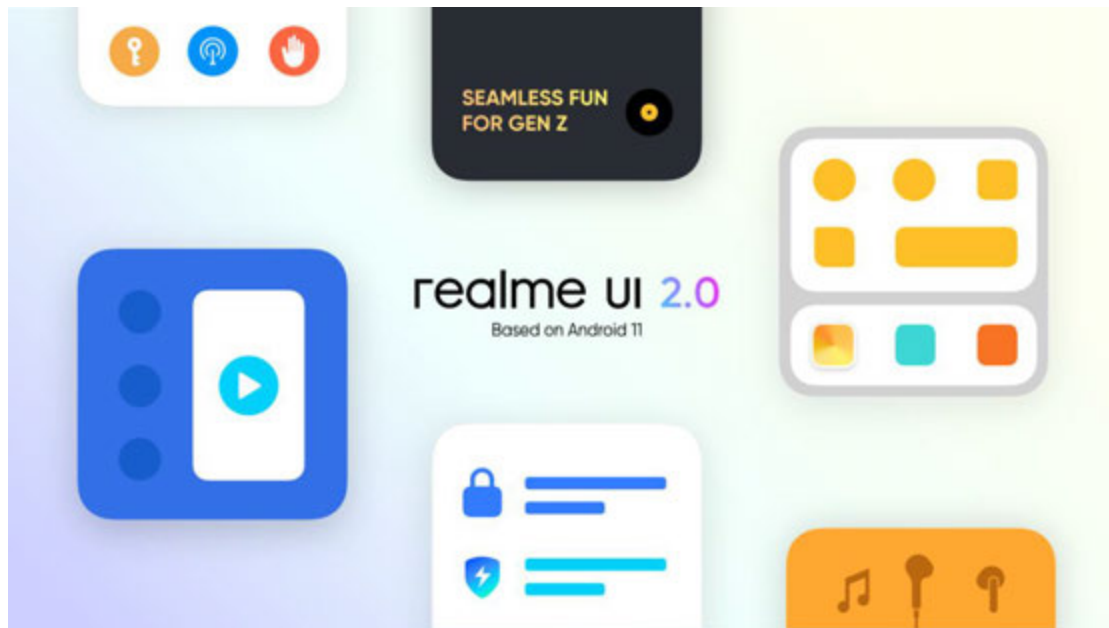 SEAMLESS FUN
FOR GEN Z
realme UI 2.0
Based on Android 11